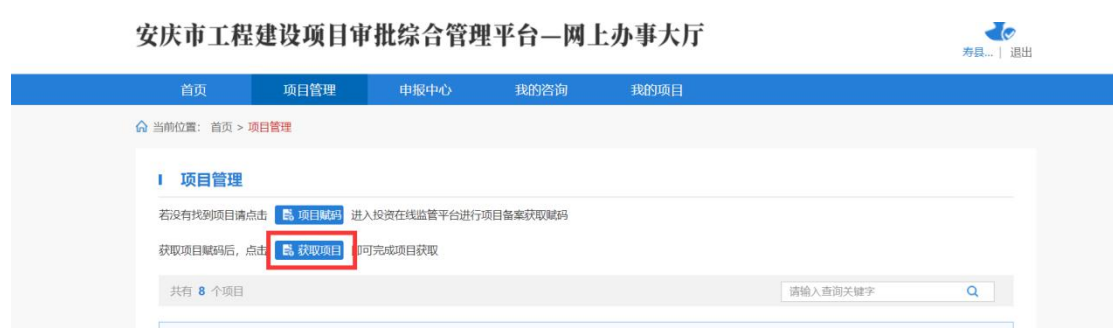 安庆市工程建设项目审批综合管理平台—网上办事大厅
寿县... | 退出
首页 项目管理 申报中心 我的咨询 我的项目
当前位置： 首页 > 项目管理
项目管理
若没有找到项目请点击 项目赋码 进入投资在线监管平台进行项目备案获取赋码
获取项目赋码后，点击 获取项目 即可完成项目获取
共有 8 个项目 请输入查询关键字